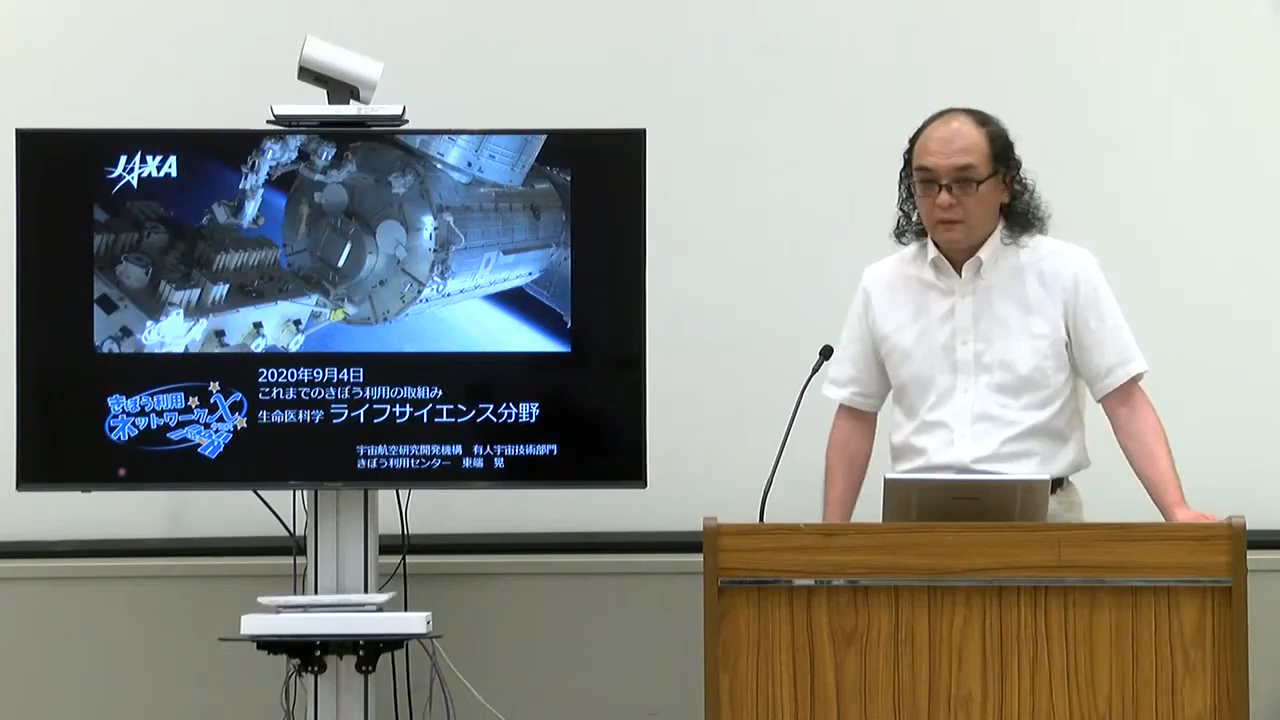 JAXA
2020年9月4日
これまでのきぼう利用の取組み
生命医科学 ライフサイエンス分野
きぼう利用
ネットワークX
宇宙航空研究開発機構 有人宇宙技術部門
きぼう利用センター 東端 晃